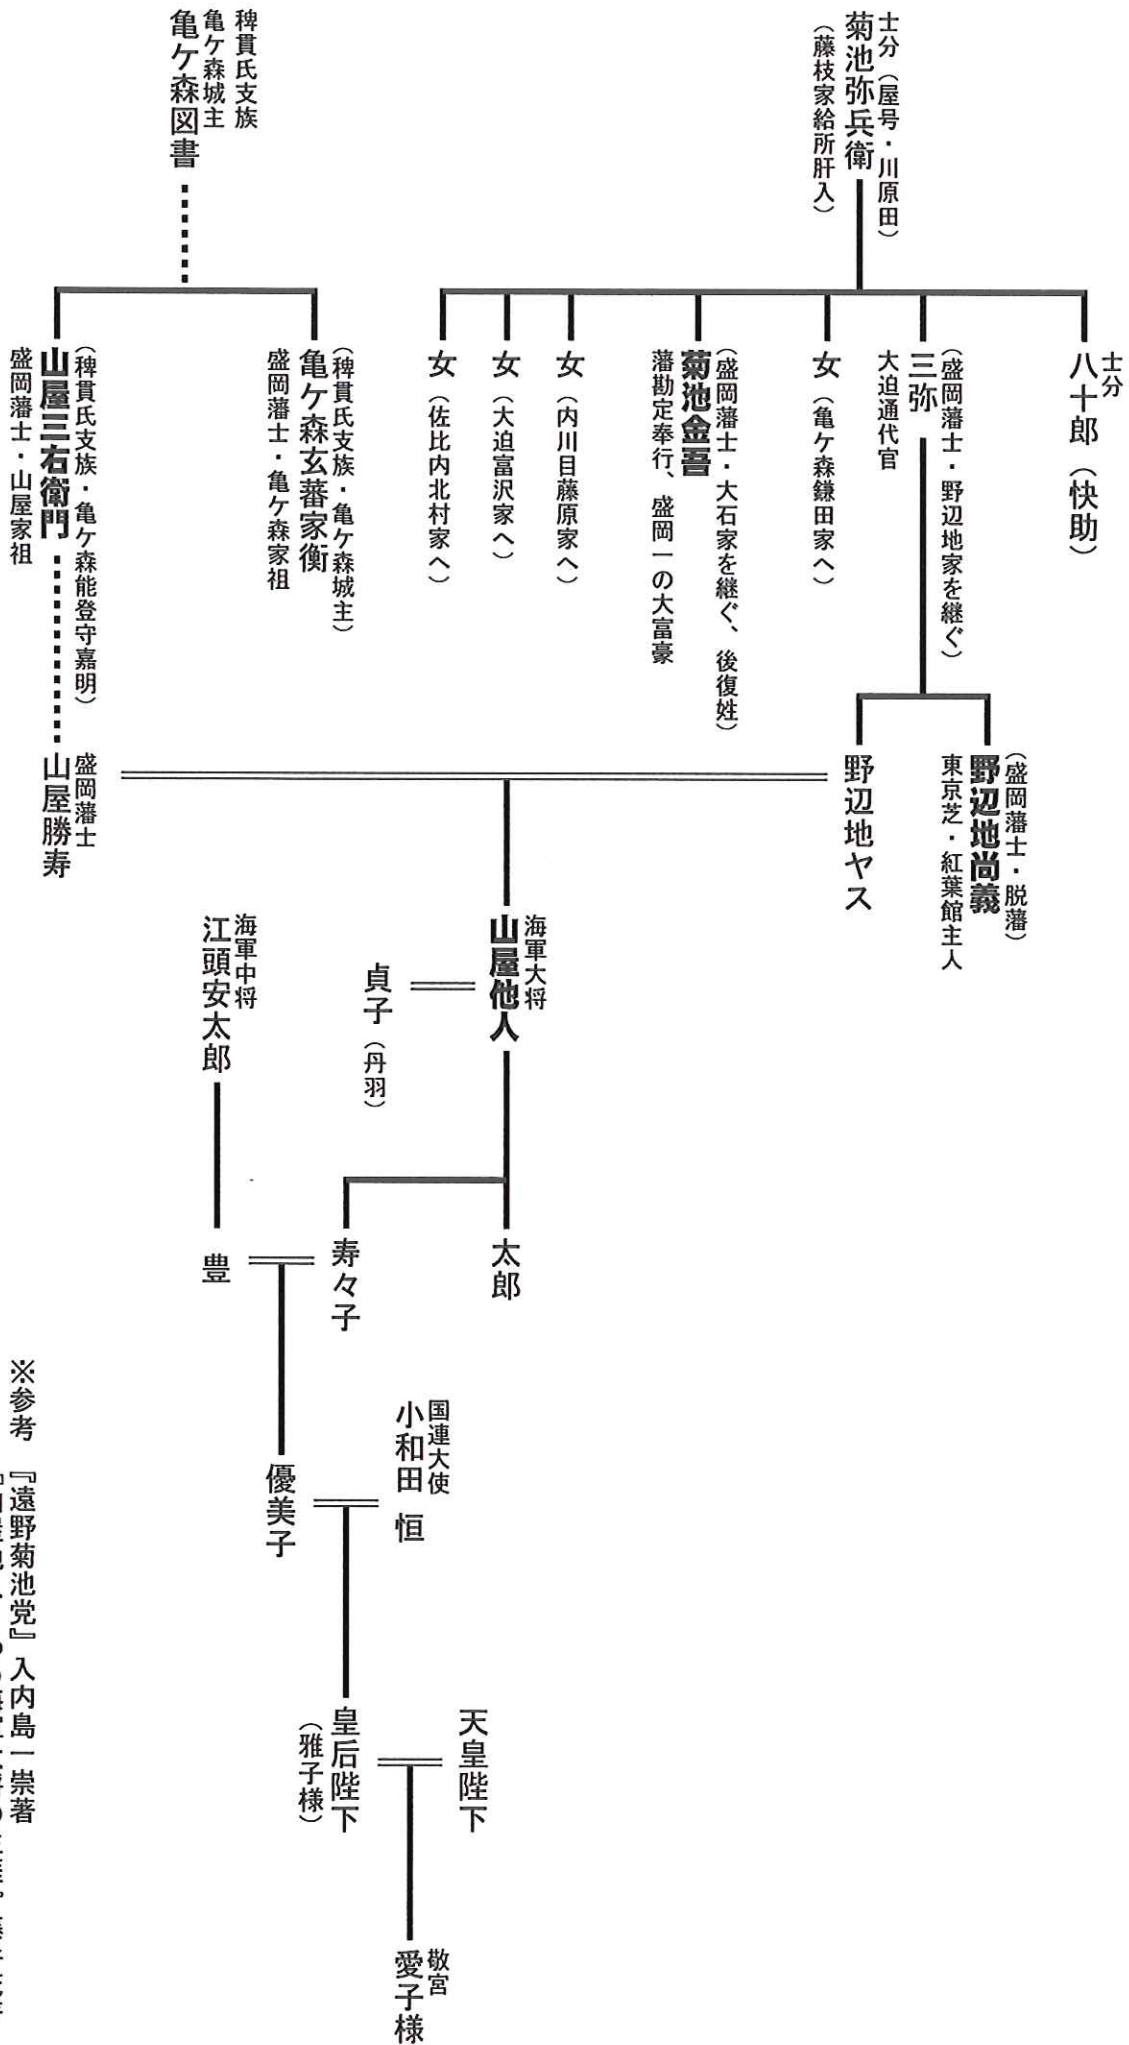 士分（屋号・川原田）
菊池弥兵衛
（藤枝家給所肝入）
士分
八十郎（快助）
（盛岡藩士・野辺地家を継ぐ）
三弥
大迫通代官
女（亀ケ森鎌田家へ）
（盛岡藩士・大石家を継ぐ、後復姓）
菊池金吾
藩勘定奉行、盛岡一の大富豪
女（内川目藤原家へ）
女（大迫富沢家へ）
女（佐比内北村家へ）
稗貫氏支族
亀ケ森城主
亀ケ森図書
（稗貫氏支族・亀ケ森城主）
亀ケ森玄蕃家衡
盛岡藩士・亀ケ森家祖
（稗貫氏支族・亀ケ森能登守嘉明）
山屋三右衛門
盛岡藩士・山屋家祖
（盛岡藩士・脱藩）
野辺地尚義
東京芝・紅葉館主人
野辺地ヤス
盛岡藩士
山屋勝寿
海軍大将
山屋他人
貞子（丹羽）
海軍中将
江頭安太郎
太郎
寿々子
豊
国連大使
小和田　恒
優美子
天皇陛下
皇后陛下
（雅子様）
敬宮
愛子様
※参考　『遠野菊池党』入内島一崇著